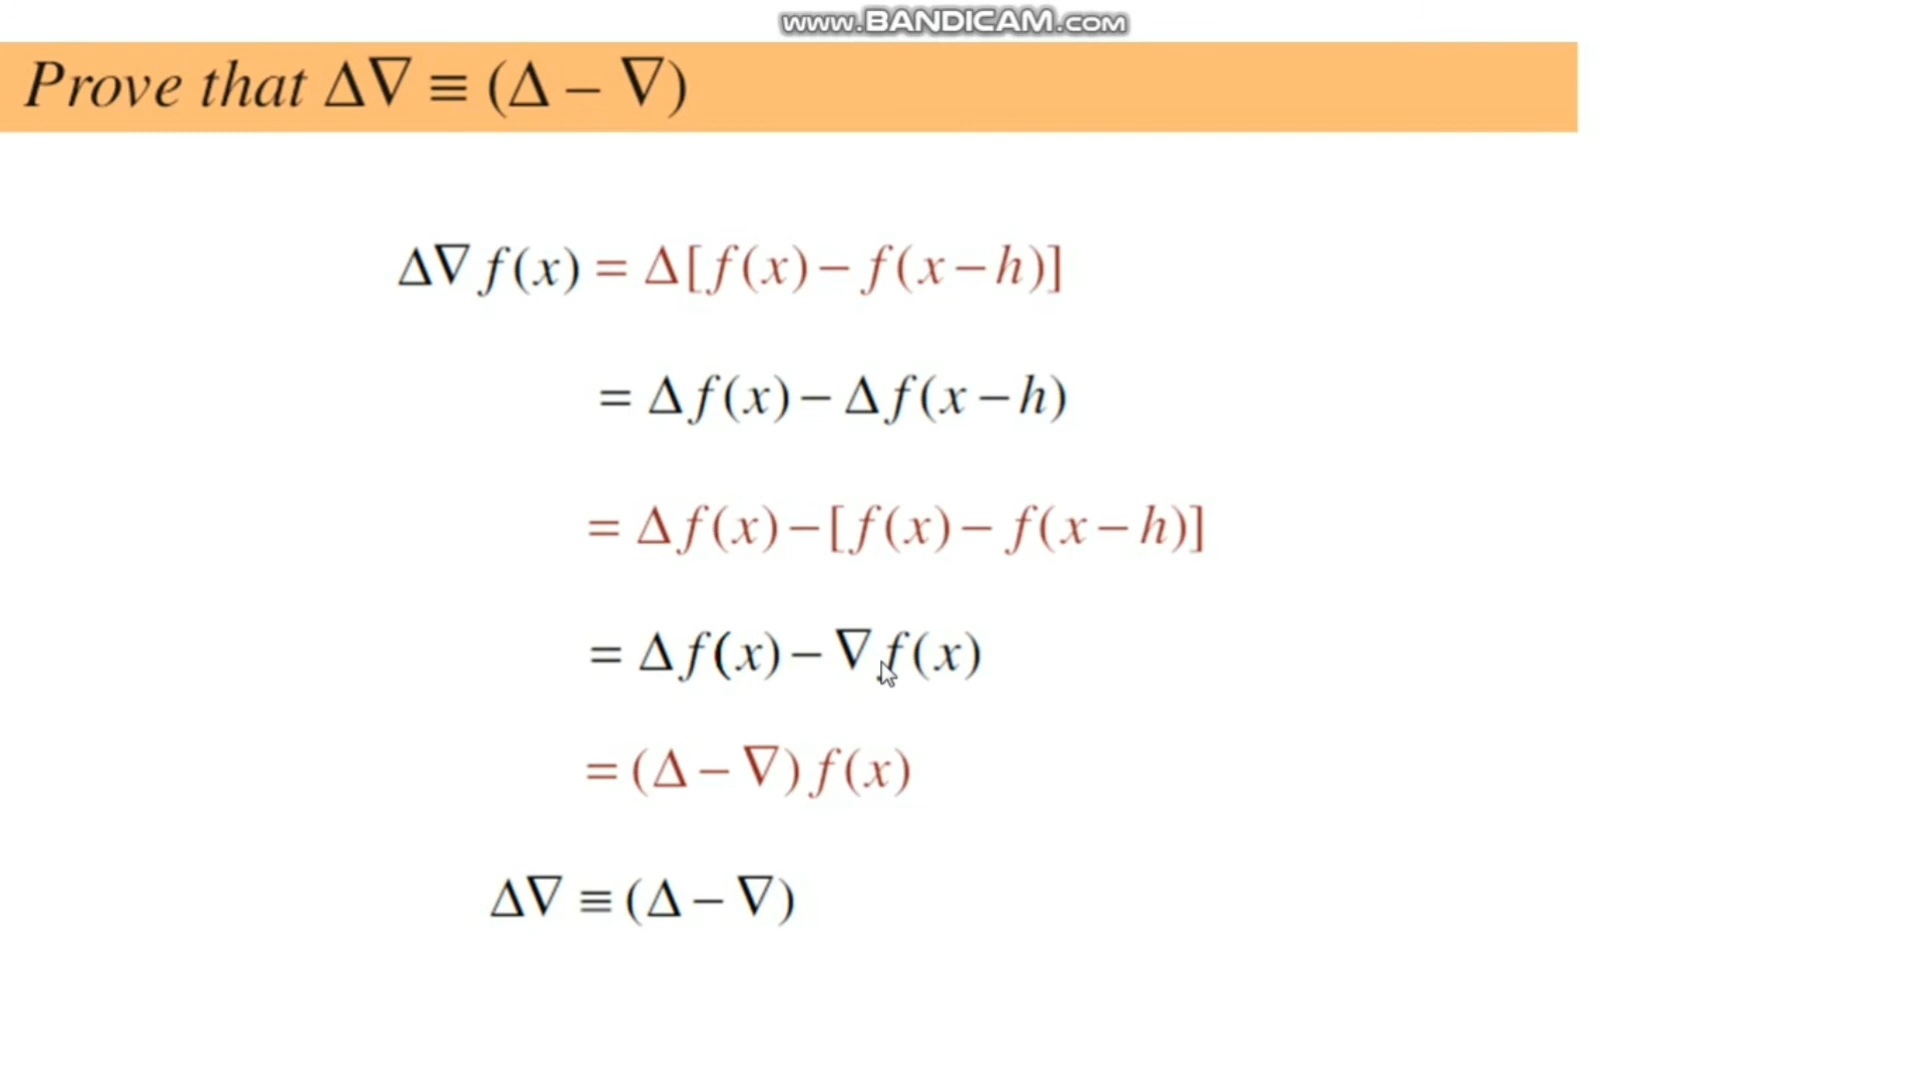 www.BANDICAM.com
Prove that Δ∇ ≡ (Δ − ∇)
Δ∇ f(x) = Δ[f(x) − f(x − h)]
= Δ f(x) − Δ f(x − h)
= Δ f(x) − [f(x) − f(x − h)]
= Δ f(x) − ∇ f(x)
= (Δ − ∇) f(x)
Δ∇ ≡ (Δ − ∇)